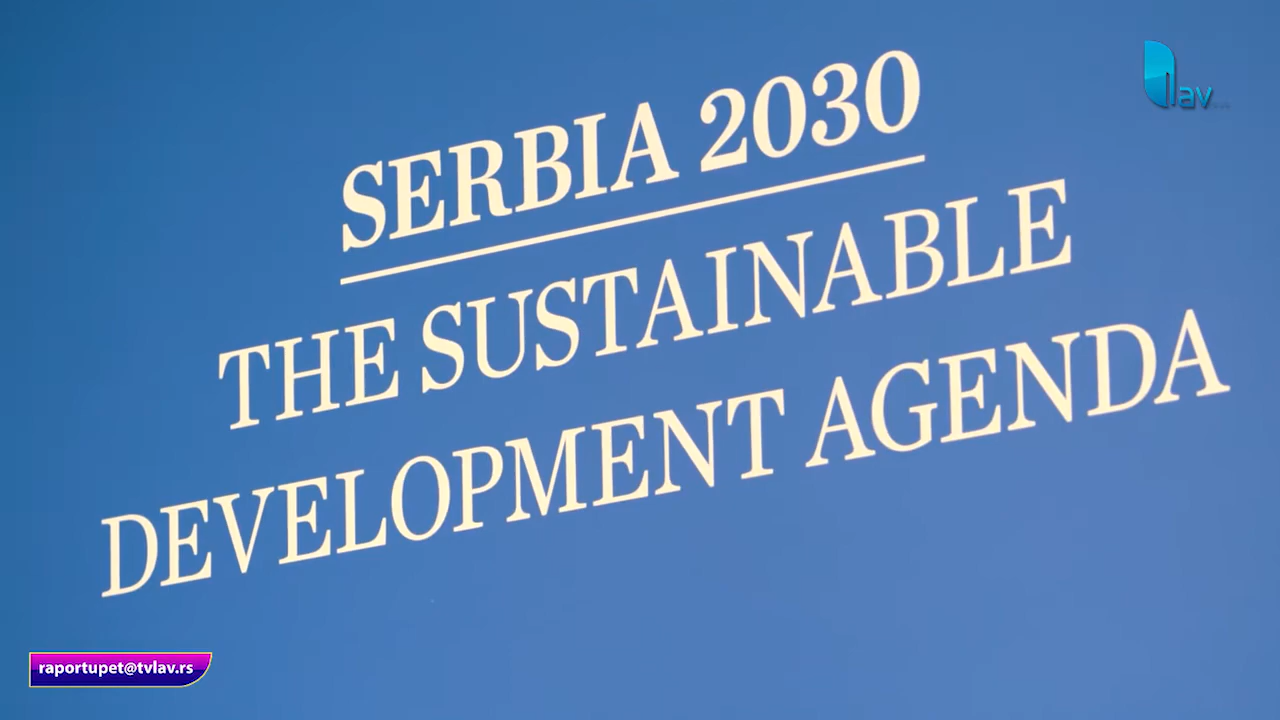 SERBIA 2030
THE SUSTAINABLE
DEVELOPMENT AGENDA
lav
raportupet@tvlav.rs